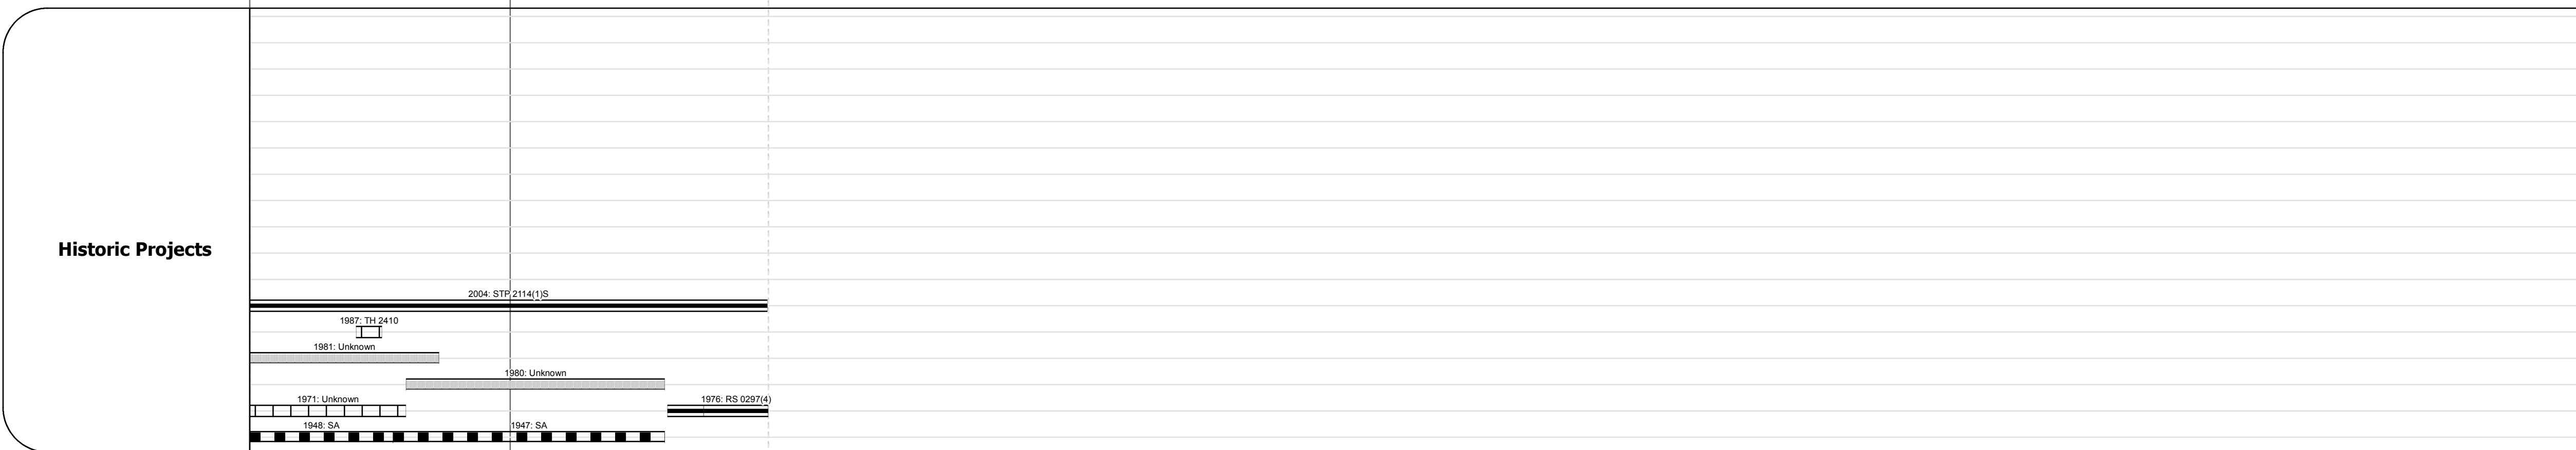 Historic Projects
2004: STP 2114(1)S
1987: TH 2410
1981: Unknown
1980: Unknown
1971: Unknown
1976: RS 0297(4)
1948: SA
1947: SA